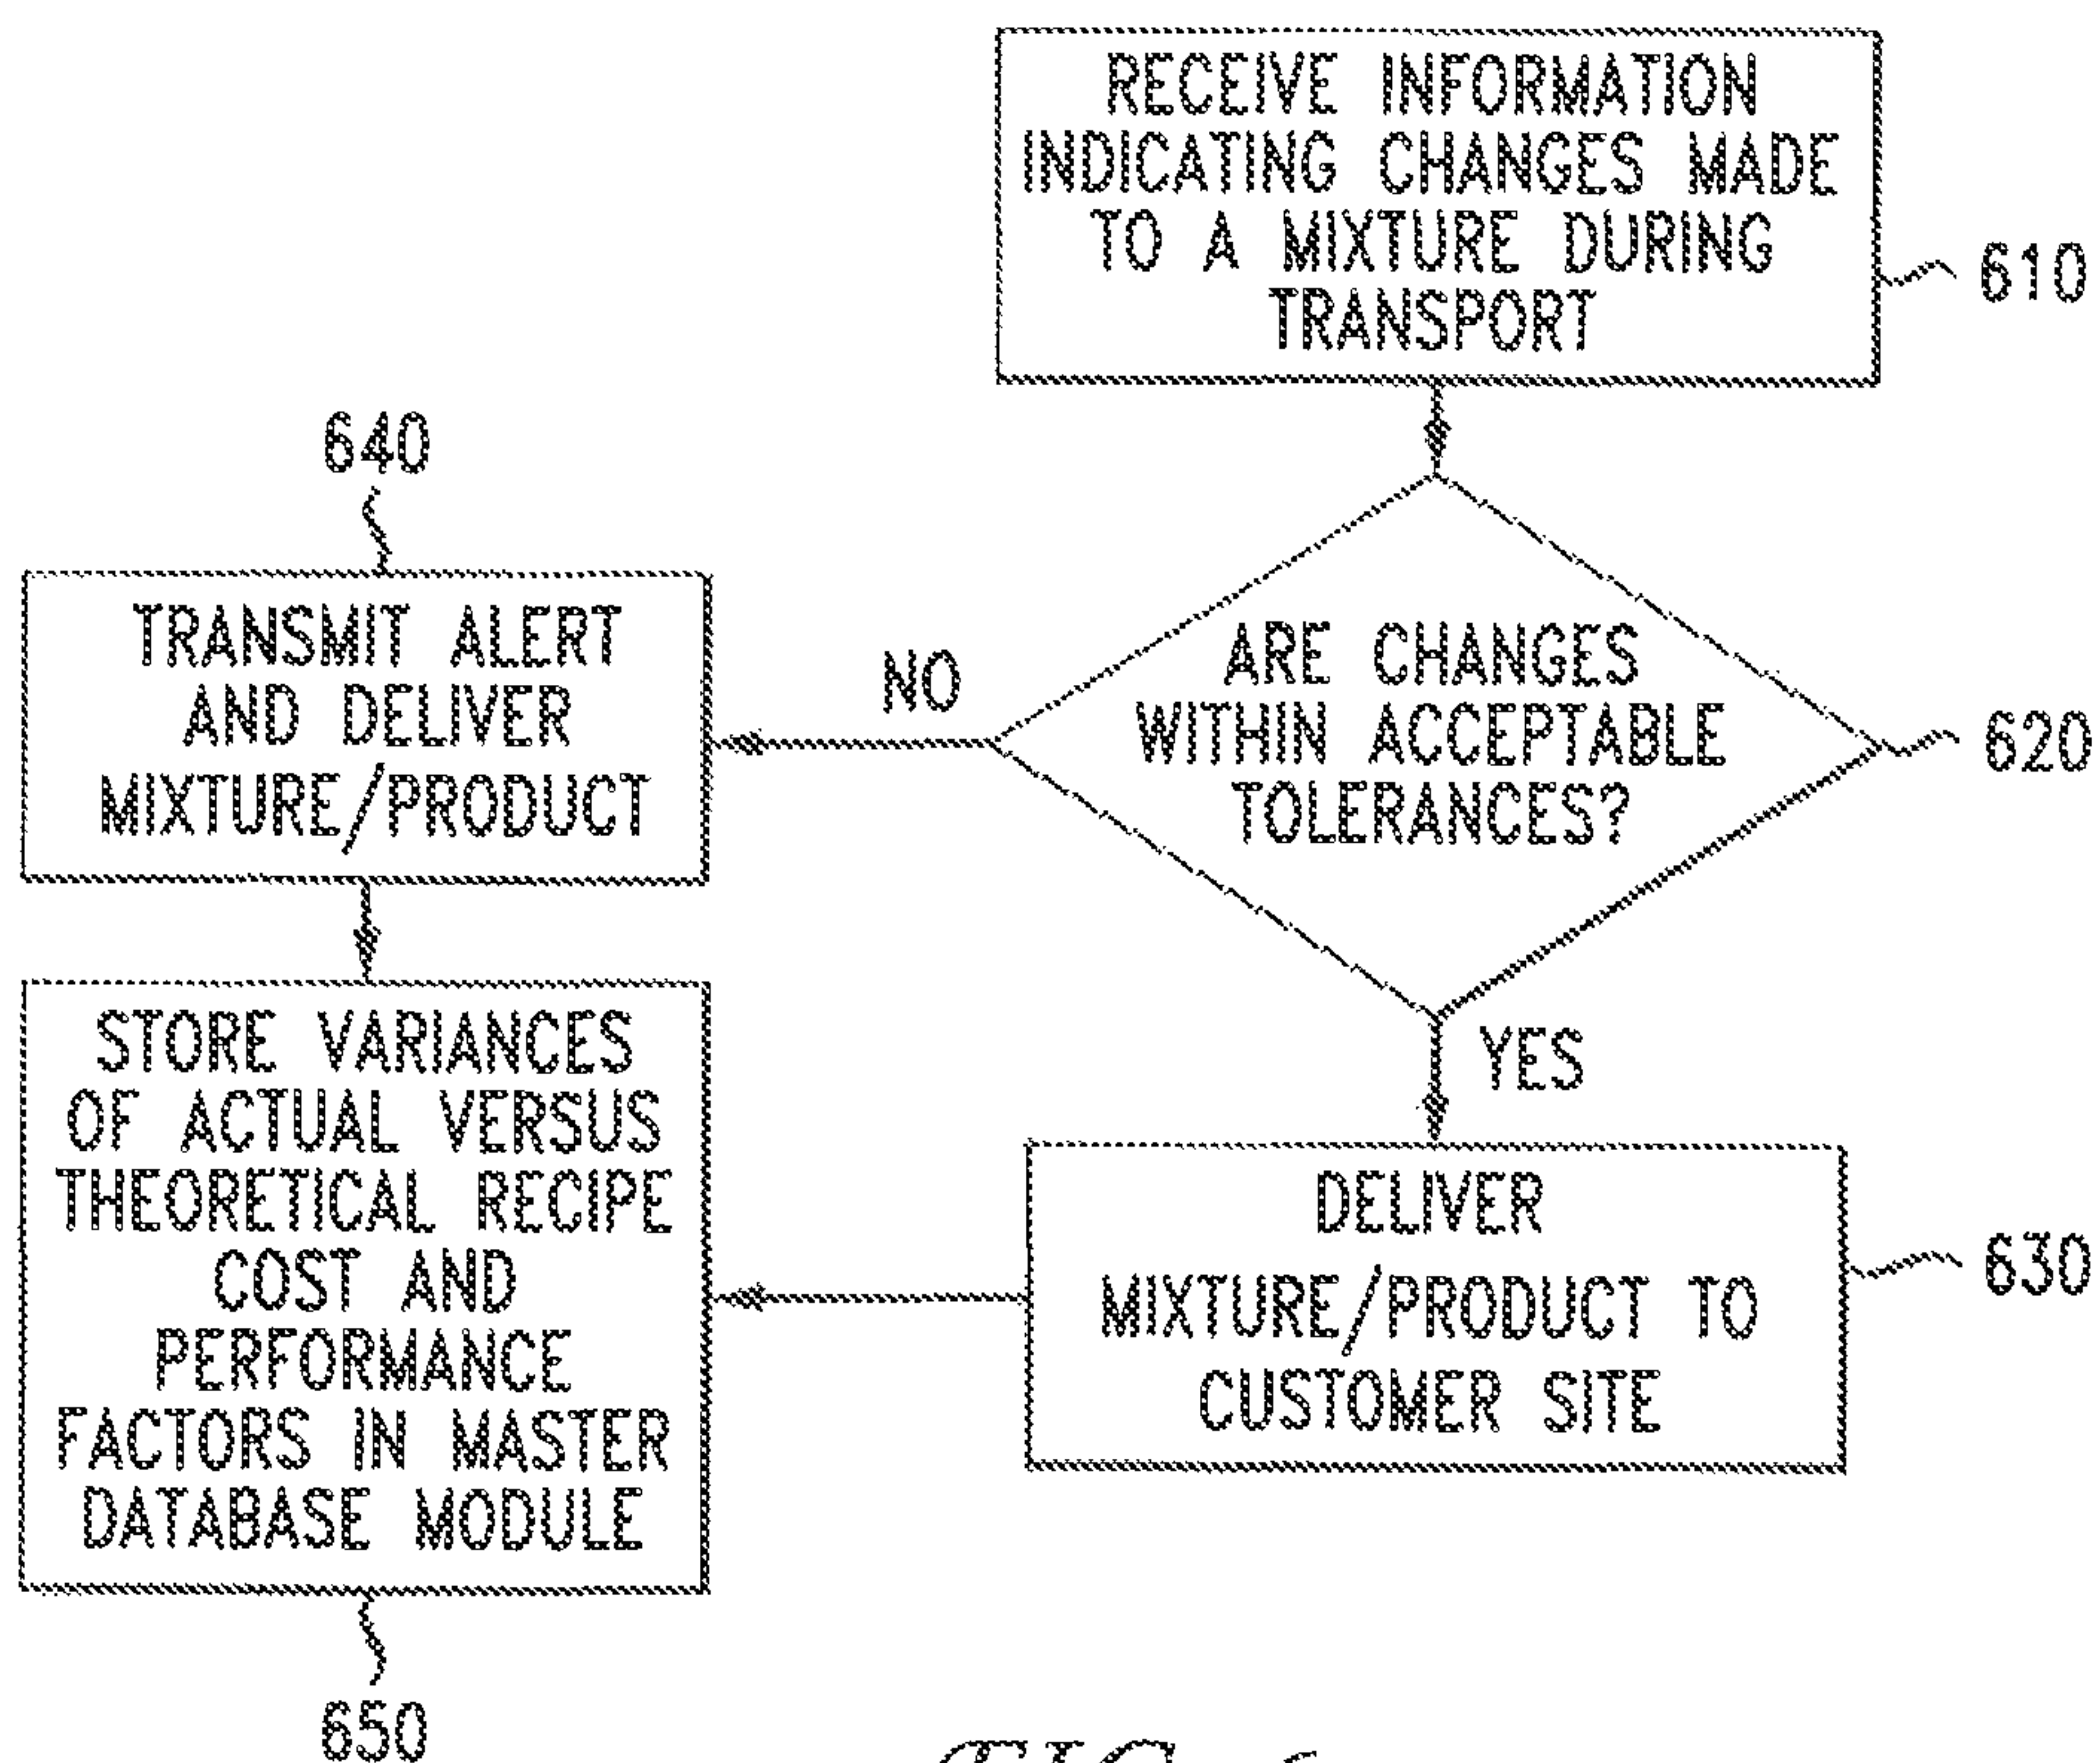 RECEIVE INFORMATION
INDICATING CHANGES MADE
TO A MIXTURE DURING
TRANSPORT
610
640
TRANSMIT ALERT
AND DELIVER
MIXTURE/PRODUCT
NO
ARE CHANGES
WITHIN ACCEPTABLE
TOLERANCES?
620
YES
STORE VARIANCES
OF ACTUAL VERSUS
THEORETICAL RECIPE
COST AND
PERFORMANCE
FACTORS IN MASTER
DATABASE MODULE
650
DELIVER
MIXTURE/PRODUCT TO
CUSTOMER SITE
630